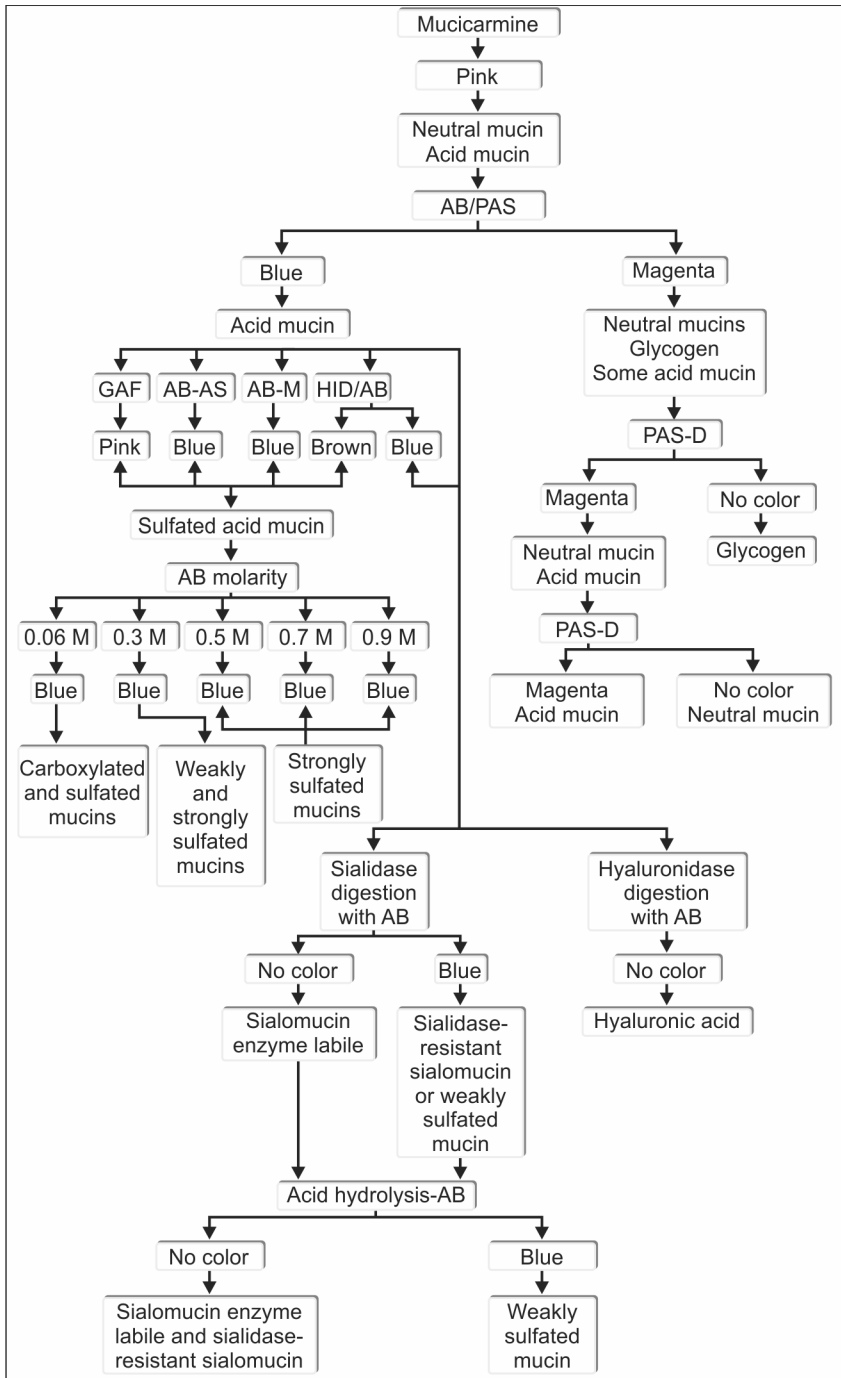 Mucicarmine
Pink
Neutral mucin
Acid mucin
AB/PAS
Blue
Magenta
Acid mucin
Neutral mucins
Glycogen
Some acid mucin
GAF
AB-AS
AB-M
HID/AB
Pink
Blue
Blue
Brown
Blue
PAS-D
Magenta
No color
Sulfated acid mucin
Neutral mucin
Acid mucin
Glycogen
AB molarity
PAS-D
0.06 M
0.3 M
0.5 M
0.7 M
0.9 M
Blue
Blue
Blue
Blue
Blue
Magenta
Acid mucin
No color
Neutral mucin
Carboxylated
and sulfated
mucins
Weakly
and
strongly
sulfated
mucins
Strongly
sulfated
mucins
Sialidase
digestion
with AB
Hyaluronidase
digestion
with AB
No color
Blue
No color
Sialomucin
enzyme labile
Sialidase-
resistant
sialomucin
or weakly
sulfated
mucin
Hyaluronic acid
Acid hydrolysis-AB
No color
Blue
Sialomucin enzyme
labile and sialidase-
resistant sialomucin
Weakly
sulfated
mucin